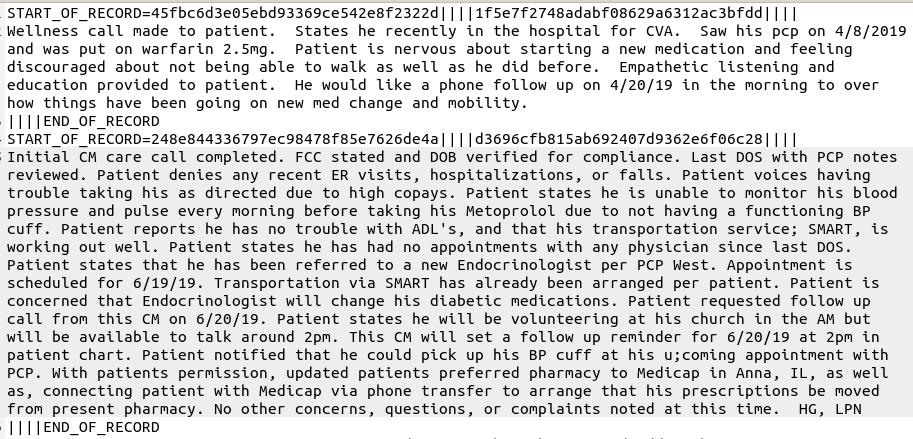 START_OF_RECORD=45fbc6d3e05ebd93369ce542e8f2322d||||1f5e7f2748adabf08629a6312ac3bfdd||||
Wellness call made to patient.  States he recently in the hospital for CVA.  Saw his pcp on 4/8/2019
and was put on warfarin 2.5mg.  Patient is nervous about starting a new medication and feeling
discouraged about not being able to walk as well as he did before.  Empathetic listening and
education provided to patient.  He would like a phone follow up on 4/20/19 in the morning to over
how things have been going on new med change and mobility.
||||END_OF_RECORD
START_OF_RECORD=248e844336797ec98478f85e7626de4a||||d3696cfb815ab692407d9362e6f06c28||||
Initial CM care call completed. FCC stated and DOB verified for compliance. Last DOS with PCP notes
reviewed. Patient denies any recent ER visits, hospitalizations, or falls. Patient voices having
trouble taking his as directed due to high copays. Patient states he is unable to monitor his blood
pressure and pulse every morning before taking his Metoprolol due to not having a functioning BP
cuff. Patient reports he has no trouble with ADL's, and that his transportation service; SMART, is
working out well. Patient states he has had no appointments with any physician since last DOS.
Patient states that he has been referred to a new Endocrinologist per PCP West. Appointment is
scheduled for 6/19/19. Transportation via SMART has already been arranged per patient. Patient is
concerned that Endocrinologist will change his diabetic medications. Patient requested follow up
call from this CM on 6/20/19. Patient states he will be volunteering at his church in the AM but
will be available to talk around 2pm. This CM will set a follow up reminder for 6/20/19 at 2pm in
patient chart. Patient notified that he could pick up his BP cuff at his u;coming appointment with
PCP. With patients permission, updated patients preferred pharmacy to Medicap in Anna, IL, as well
as, connecting patient with Medicap via phone transfer to arrange that his prescriptions be moved
from present pharmacy. No other concerns, questions, or complaints noted at this time.  HG, LPN
||||END_OF_RECORD